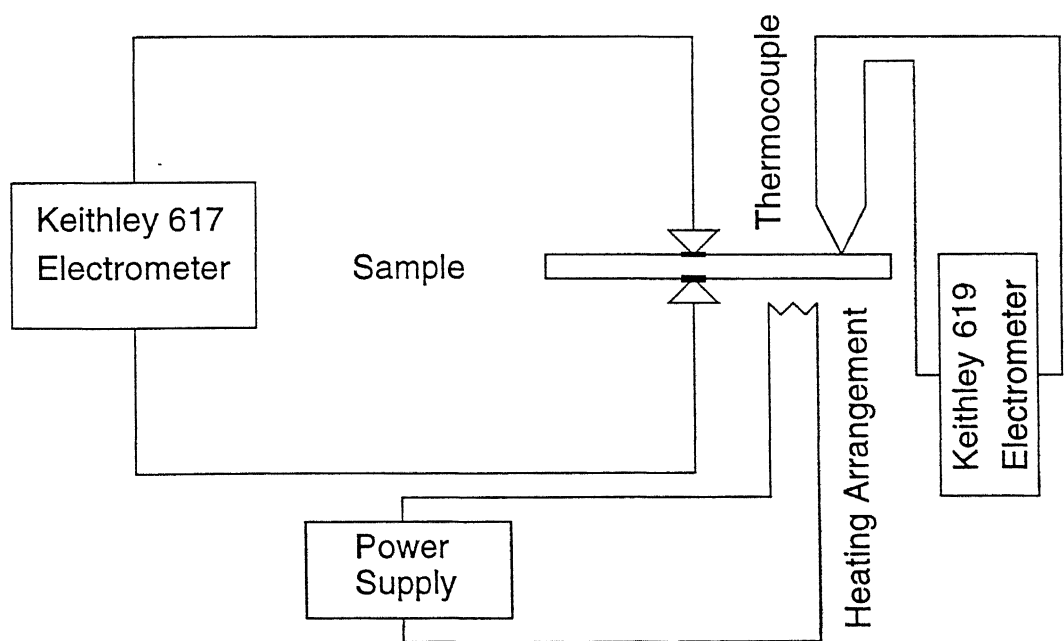 Keithley 617
Electrometer
Sample
Thermocouple
Keithley 619
Electrometer
Heating Arrangement
Power
Supply